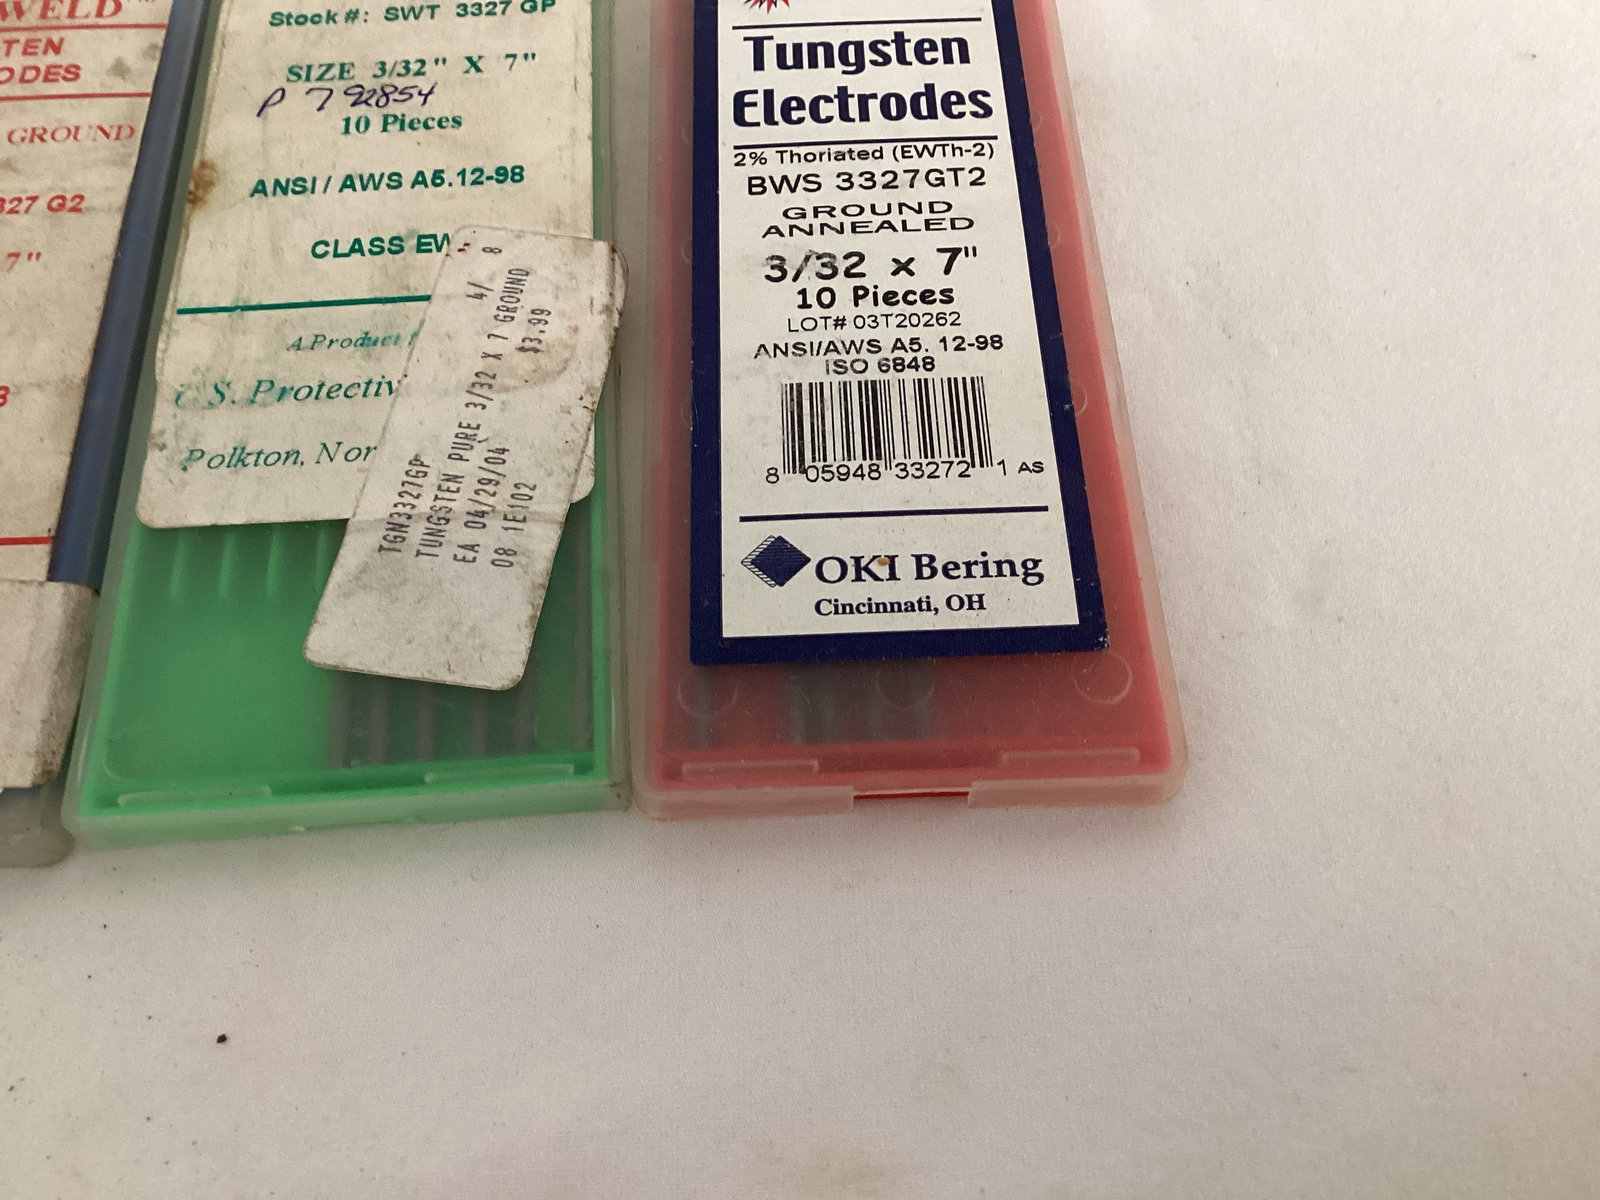 WELD
TEN
ODES
GROUND
327 G2
7"
Stock #: SWT 3327 GP
SIZE 3/32" X 7"
P 792854
10 Pieces
ANSI / AWS A5.12-98
CLASS EW
A Product
S. Protectiv
Polkton, Nor
TGN3327GP 4/ 8
TUNGSTEN PURE 3/32 X 7 GROUND
EA 04/29/04 $3.99
08 1E102
Tungsten
Electrodes
2% Thoriated (EWTh-2)
BWS 3327GT2
GROUND
ANNEALED
3/32 x 7"
10 Pieces
LOT# 03T20262
ANSI/AWS A5. 12-98
ISO 6848
8 05948 33272 1 AS
OKI Bering
Cincinnati, OH